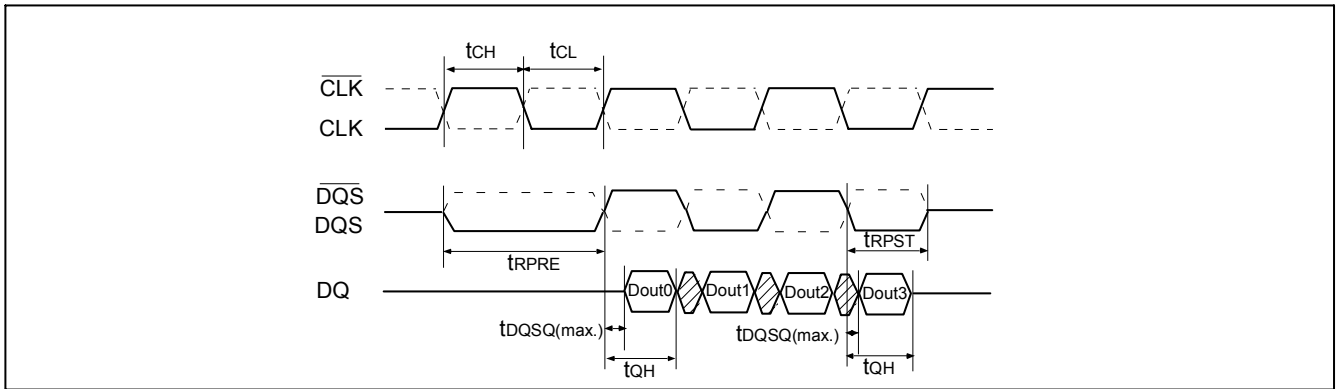 tCH tCL
CLK
CLK
DQS
DQS
tRPRE
tRPST
DQ
Dout0 Dout1 Dout2 Dout3
tDQSQ(max.) tDQSQ(max.)
tQH tQH